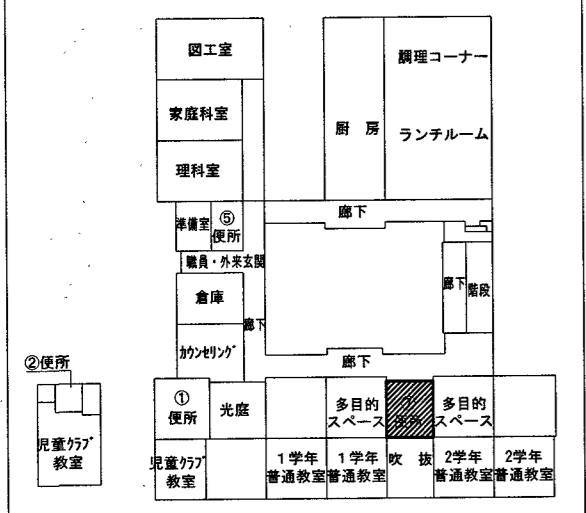 図工室
調理コーナー
家庭科室
厨 房
ランチルーム
理科室
準備室
⑤
便所
廊下
職員・外来玄関
倉庫
廊下
階段
廊下
カウンセリング
廊下
②便所
①
便所
光庭
多目的
スペース
便所
多目的
スペース
児童クラブ
教室
児童クラブ
教室
1学年
普通教室
1学年
普通教室
吹 抜
2学年
普通教室
2学年
普通教室